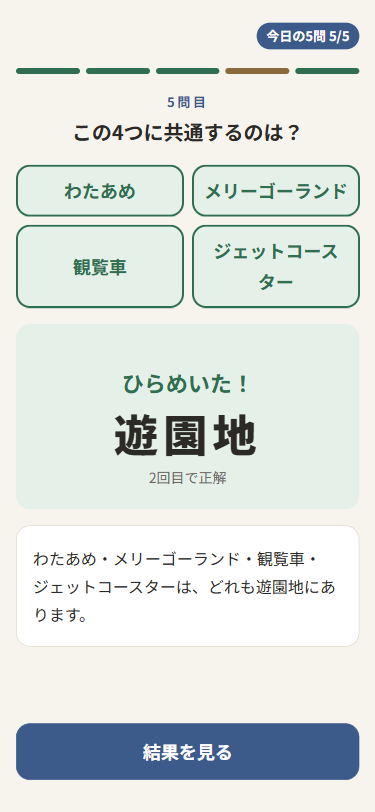 今日の5問 5/5
5問目
この4つに共通するのは？
わたあめ
メリーゴーランド
観覧車
ジェットコース
ター
ひらめいた！
遊園地
2回目で正解
わたあめ・メリーゴーランド・観覧車・
ジェットコースターは、どれも遊園地にあ
ります。
結果を見る